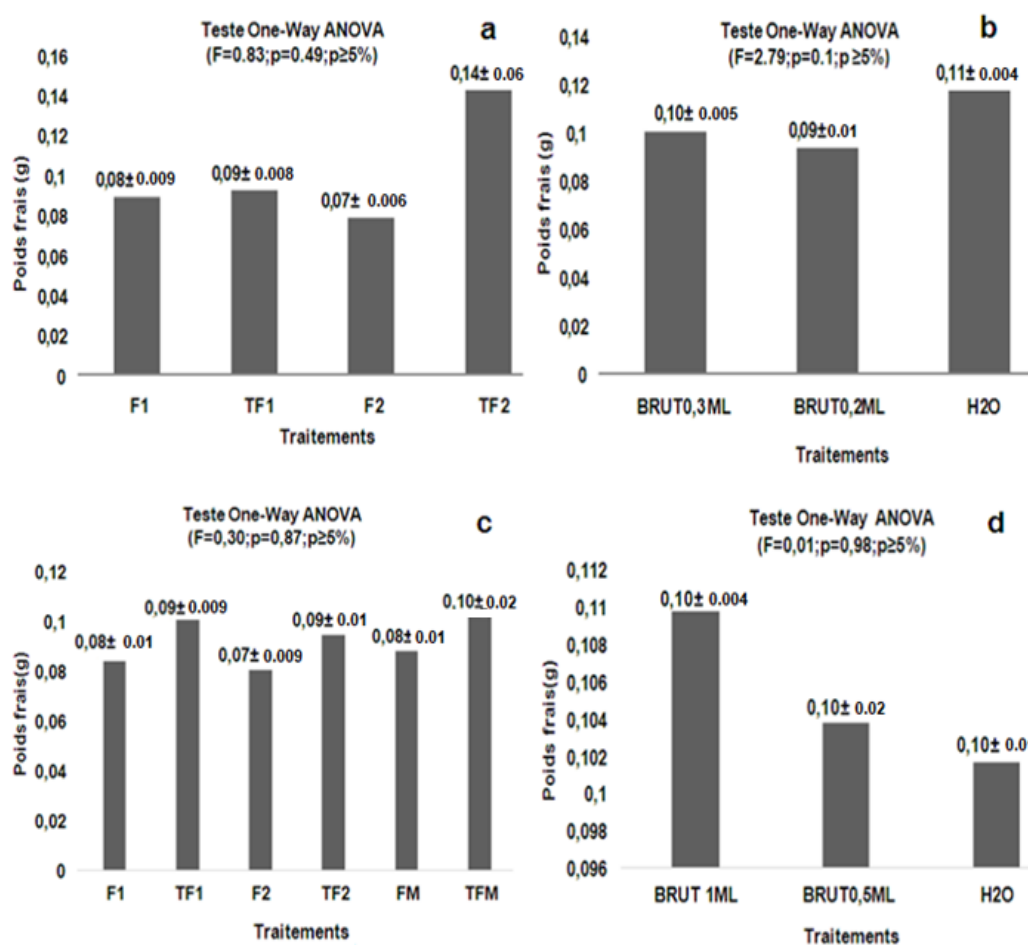 Teste One-Way ANOVA
(F=0.83;p=0.49;p≥5%)
a
0,16
0,14
0,12
0,1
0,08
0,06
0,04
0,02
0
Poids frais (g)
0,08± 0.009
0,09± 0.008
0,07± 0.006
0,14± 0.06
F1 TF1 F2 TF2
Traitements
Teste One-Way ANOVA
(F=2.79;p=0.1;p ≥5%)
b
0,14
0,12
0,1
0,08
0,06
0,04
0,02
0
Poids frais (g)
0,10± 0.005
0,09±0.01
0,11± 0.004
BRUT0,3ML BRUT0,2ML H2O
Traitements
Teste One-Way ANOVA
(F=0,30;p=0,87;p≥5%)
c
0,12
0,1
0,08
0,06
0,04
0,02
0
Poids frais(g)
0,08± 0.01
0,09± 0.009
0,07± 0.009
0,09± 0.01
0,08± 0.01
0.10±0.02
F1 TF1 F2 TF2 FM TFM
Traitements
Teste One-Way ANOVA
(F=0,01;p=0,98;p≥5%)
d
0,112
0,11
0,108
0,106
0,104
0,102
0,1
0,098
0,096
Poids frais(g)
0,10± 0.004
0,10± 0.02
0,10± 0.0
BRUT 1ML BRUT0,5ML H2O
Traitements